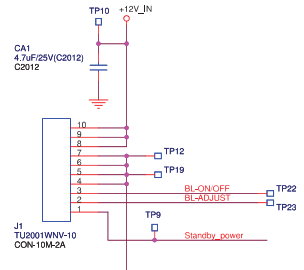 +12V_IN
TP10
CA1
4.7uF/25V(C2012)
C2012
10
9
8
7
6
5
4
3
2
1
TP12
TP19
BL-ON/OFF
TP22
BL-ADJUST
TP23
TP9
Standby_power
J1
TU2001WNV-10
CON-10M-2A